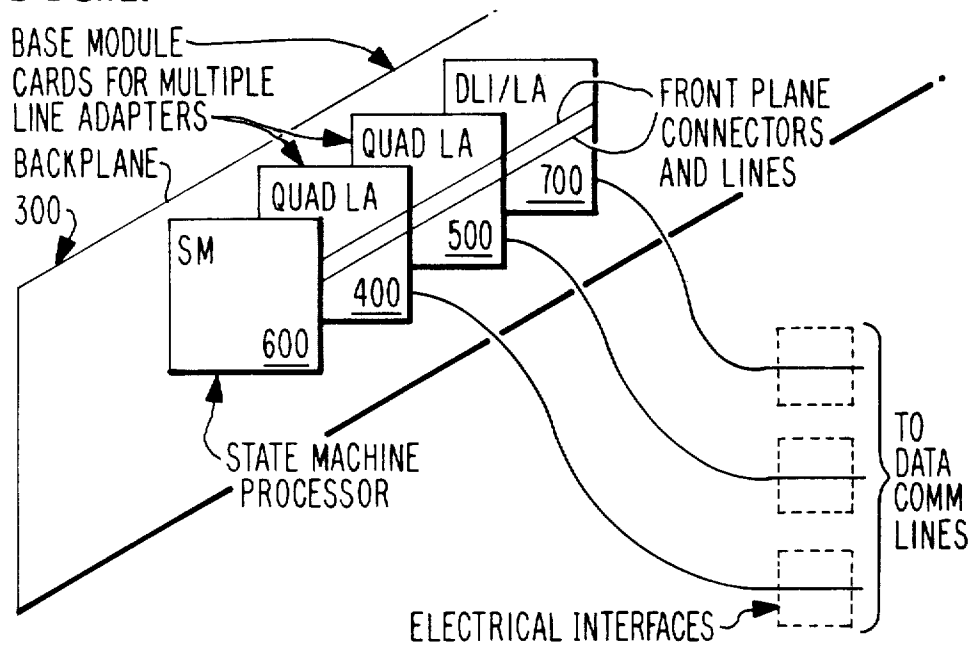 BASE MODULE
CARDS FOR MULTIPLE
LINE ADAPTERS
BACKPLANE
300
DLI/LA
700
QUAD LA
500
QUAD LA
400
SM
600
FRONT PLANE
CONNECTORS
AND LINES
STATE MACHINE
PROCESSOR
TO
DATA
COMM
LINES
ELECTRICAL INTERFACES